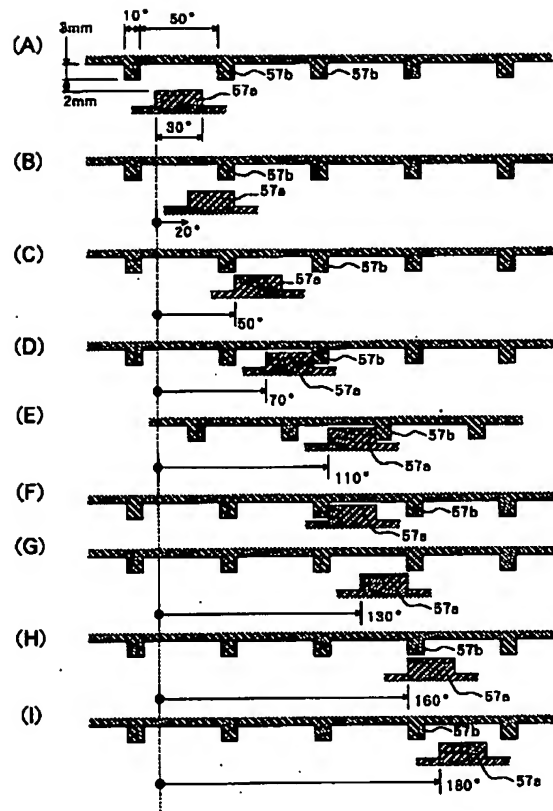 10° 50°
3mm
(A)
57b 57b
2mm 57a
30°
(B)
57b
57a
20°
(C)
57b
57a
50°
(D)
57b
70° 57a
(E)
57b
110° 57a
(F)
57b
57a
(G)
130° 57a
(H)
57b
160° 57a
(I)
57b
180° 57a